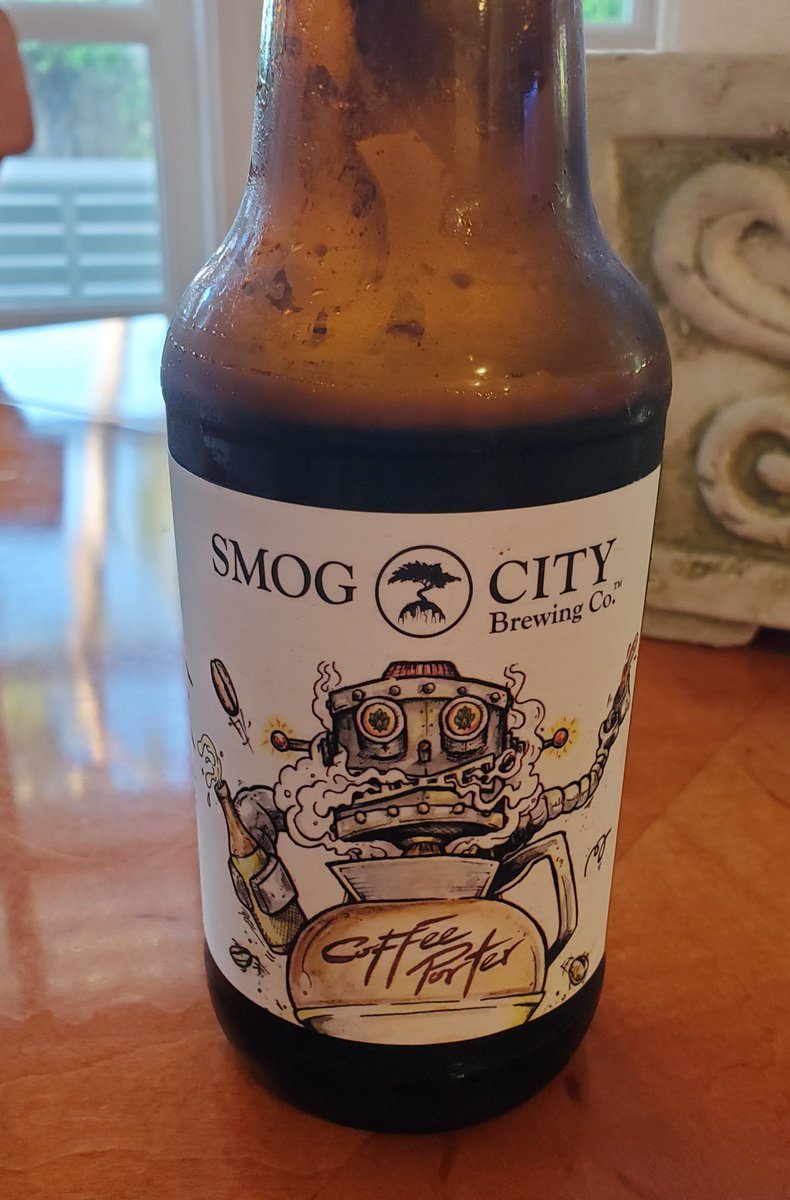 SMOG CITY
Brewing Co.™
Coffee
Porter